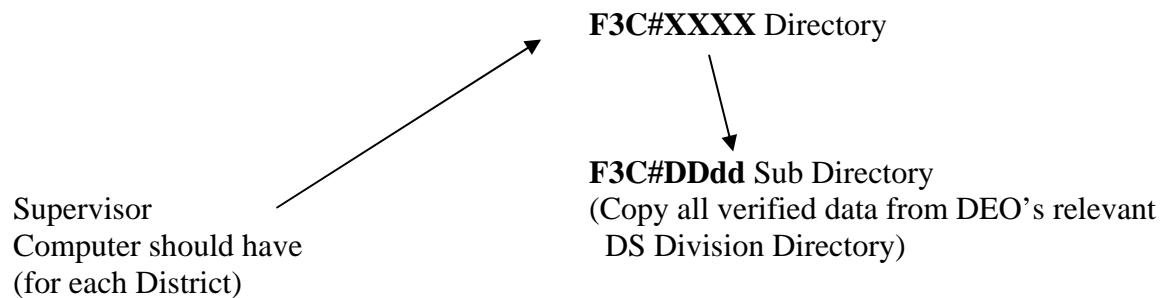 F3C#XXXX Directory
F3C#DDdd Sub Directory
(Copy all verified data from DEO’s relevant
DS Division Directory)
Supervisor
Computer should have
(for each District)